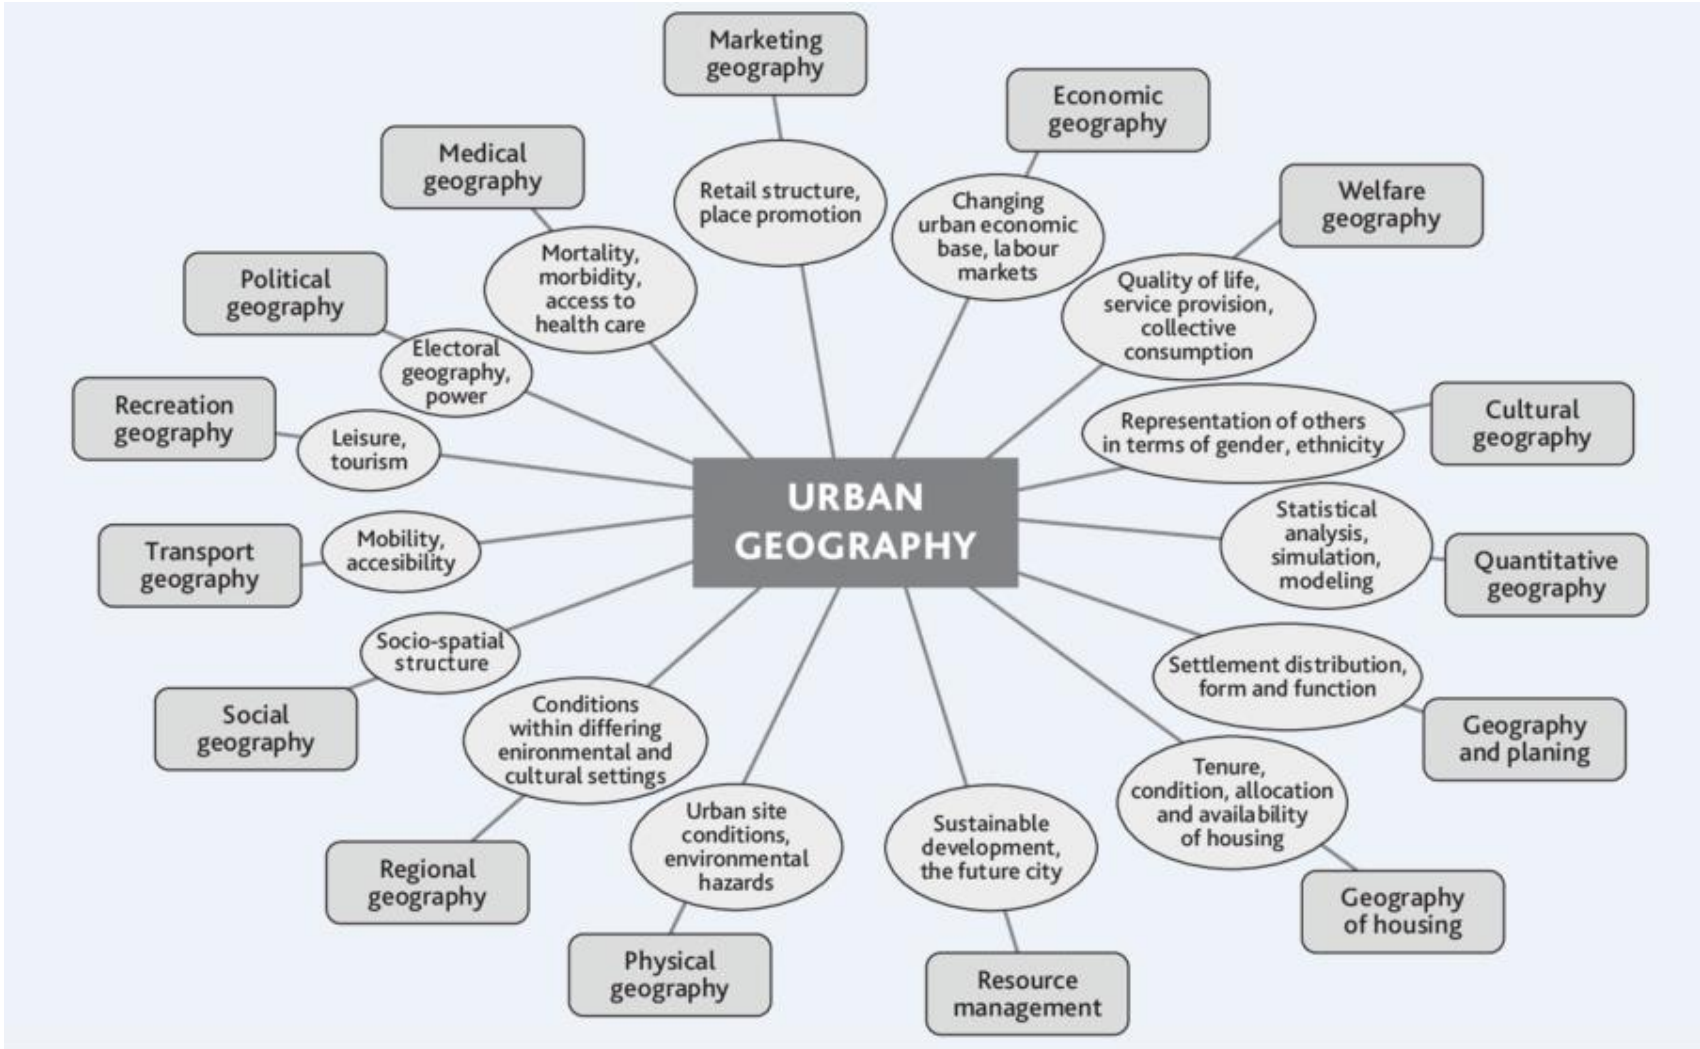 Marketing
geography
Economic
geography
Medical
geography
Retail structure,
place promotion
Changing
urban economic
base, labour
markets
Welfare
geography
Mortality,
morbidity,
access to
health care
Quality of life,
service provision,
collective
consumption
Political
geography
Electoral
geography,
power
Recreation
geography
Leisure,
tourism
Representation of others
in terms of gender, ethnicity
Cultural
geography
URBAN
GEOGRAPHY
Statistical
analysis,
simulation,
modeling
Quantitative
geography
Transport
geography
Mobility,
accesibility
Socio-spatial
structure
Social
geography
Settlement distribution,
form and function
Geography
and planing
Conditions
within differing
enironmental and
cultural settings
Regional
geography
Urban site
conditions,
environmental
hazards
Physical
geography
Sustainable
development,
the future city
Resource
management
Tenure,
condition, allocation
and availability
of housing
Geography
of housing